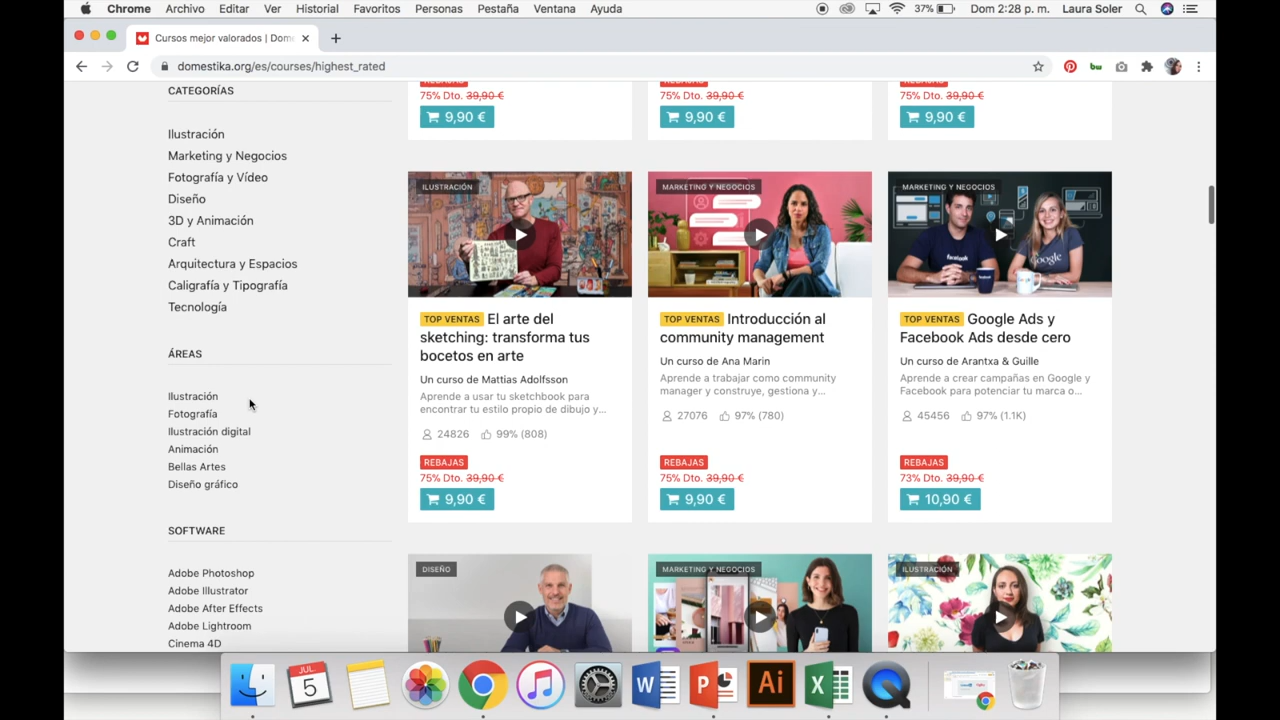 Chrome Archivo Editar Ver Historial Favoritos Personas Pestaña Ventana Ayuda 37% Dom 2:28 p. m. Laura Soler
Cursos mejor valorados | Dom
domestika.org/es/courses/highest_rated
CATEGORÍAS
Ilustración
Marketing y Negocios
Fotografía y Vídeo
Diseño
3D y Animación
Craft
Arquitectura y Espacios
Caligrafía y Tipografía
Tecnología
ÁREAS
Ilustración
Fotografía
Ilustración digital
Animación
Bellas Artes
Diseño gráfico
SOFTWARE
Adobe Photoshop
Adobe Illustrator
Adobe After Effects
Adobe Lightroom
Cinema 4D
75% Dto. 39,90 €
9,90 €
75% Dto. 39,90 €
9,90 €
75% Dto. 39,90 €
9,90 €
ILUSTRACIÓN
TOP VENTAS El arte del
sketching: transforma tus
bocetos en arte
Un curso de Mattias Adolfsson
Aprende a usar tu sketchbook para
encontrar tu estilo propio de dibujo y...
24826 99% (808)
REBAJAS
75% Dto. 39,90 €
9,90 €
MARKETING Y NEGOCIOS
TOP VENTAS Introducción al
community management
Un curso de Ana Marin
Aprende a trabajar como community
manager y construye, gestiona y...
27076 97% (780)
REBAJAS
75% Dto. 39,90 €
9,90 €
MARKETING Y NEGOCIOS
facebook
Google
TOP VENTAS Google Ads y
Facebook Ads desde cero
Un curso de Arantxa & Guille
Aprende a crear campañas en Google y
Facebook para potenciar tu marca o...
45456 97% (1.1K)
REBAJAS
73% Dto. 39,90 €
10,90 €
DISEÑO
MARKETING Y NEGOCIOS
ILUSTRACIÓN
JUL
5
W
P
Ai
X